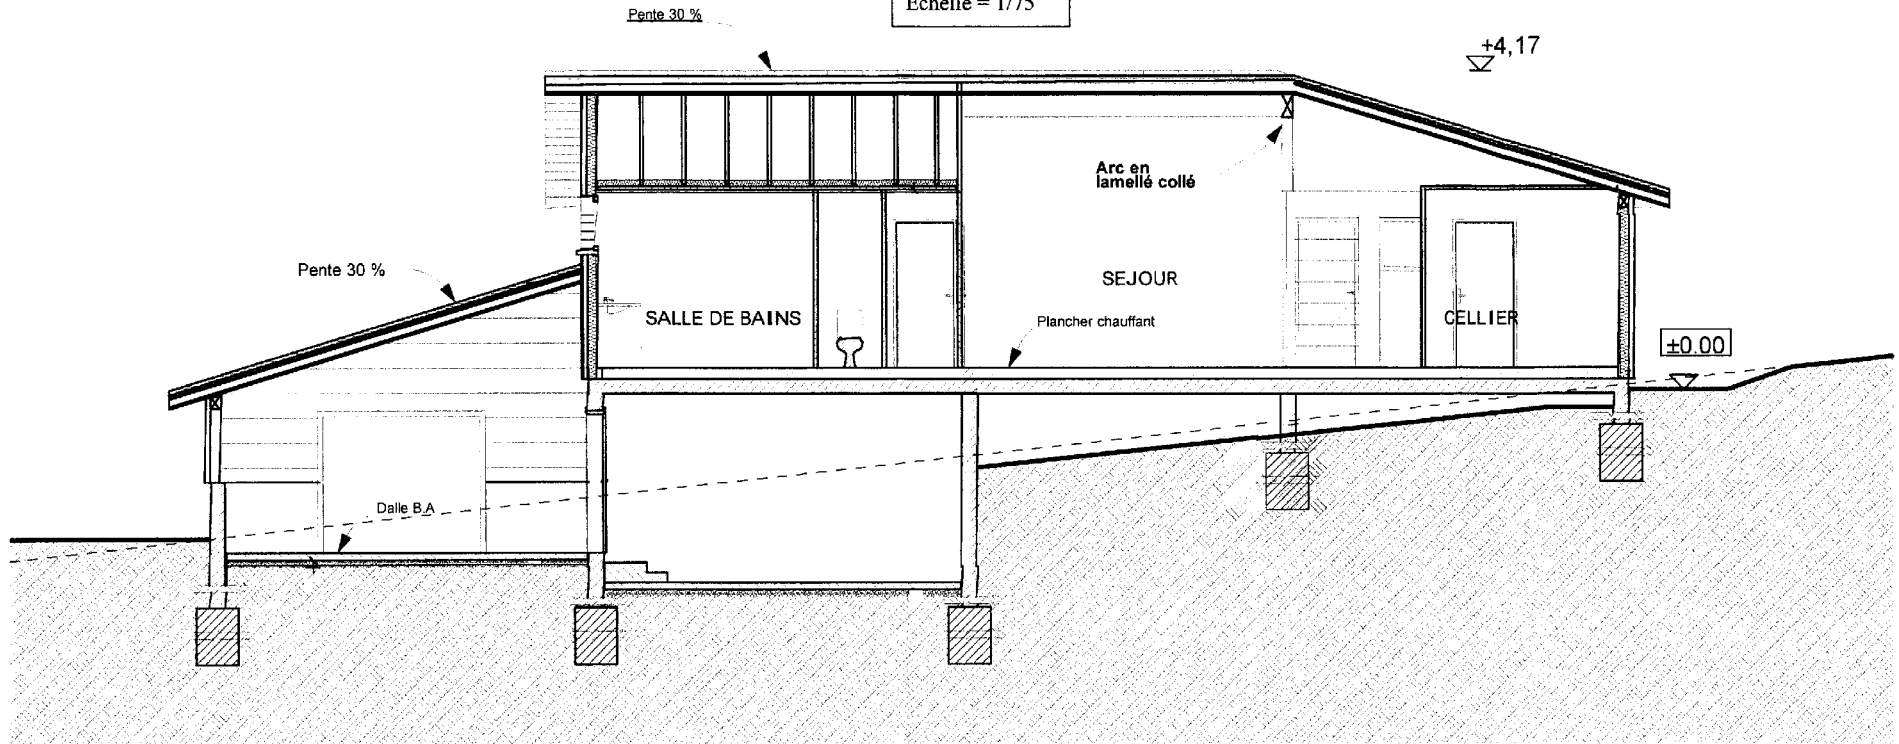 Echelle = 1/75
Pente 30 %
+4,17
Arc en
lamellé collé
Pente 30 %
SEJOUR
SALLE DE BAINS
Plancher chauffant
CELLIER
±0.00
Dalle B.A